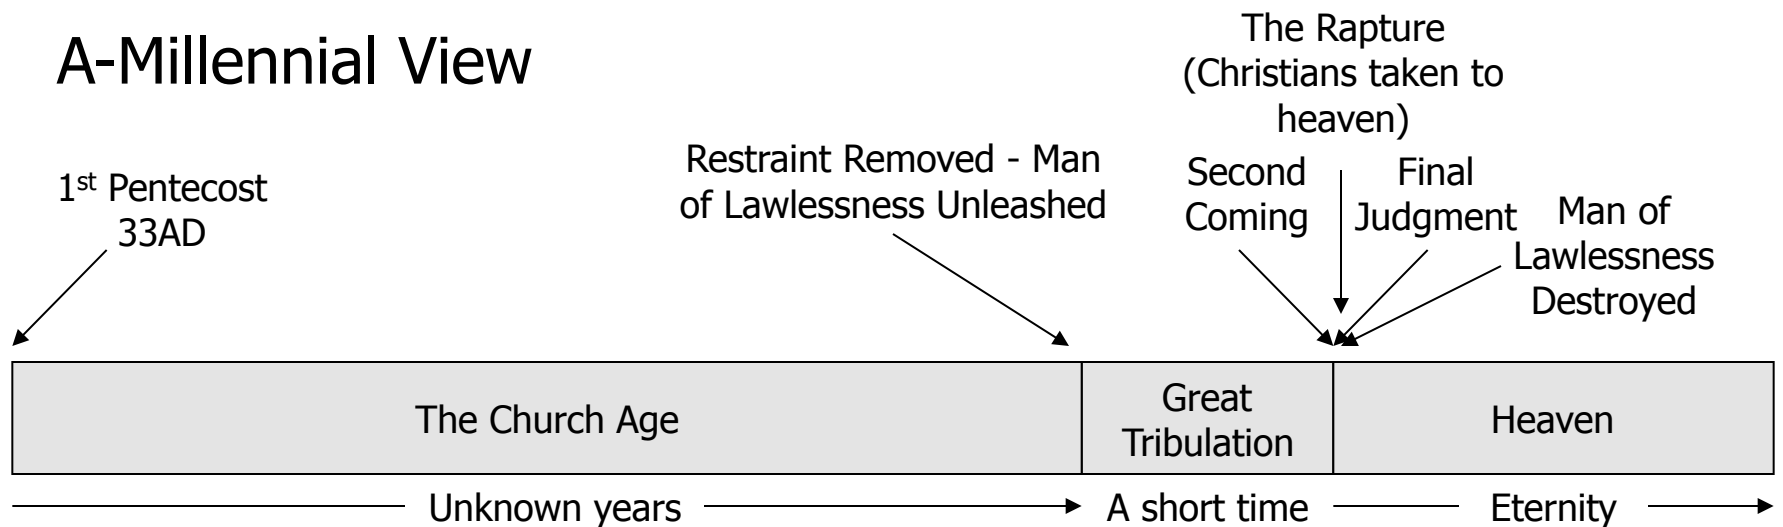 A-Millennial View
1st Pentecost
33AD
Restraint Removed - Man
of Lawlessness Unleashed
The Rapture
(Christians taken to
heaven)
Second
Coming
Final
Judgment
Man of
Lawlessness
Destroyed
The Church Age
Great
Tribulation
Heaven
Unknown years
A short time
Eternity